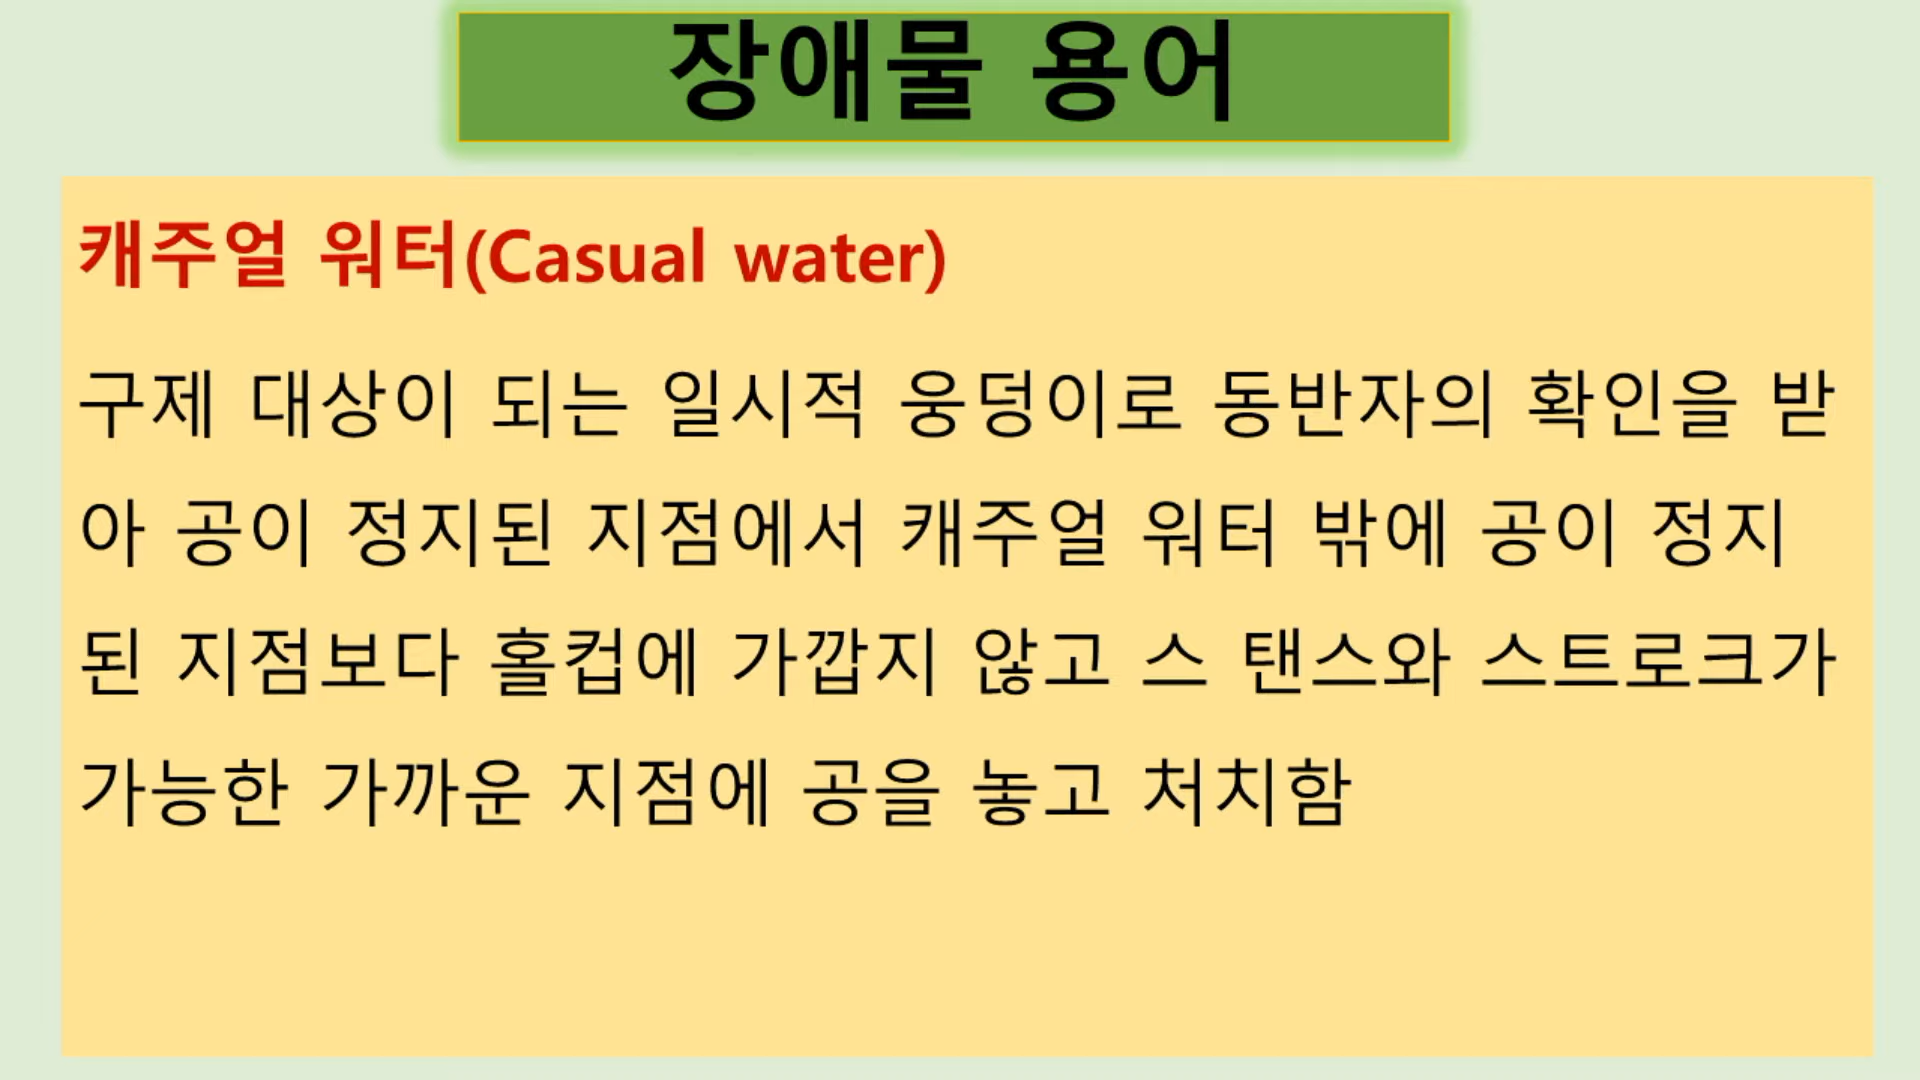 장애물 용어
캐주얼 워터(Casual water)
구제 대상이 되는 일시적 웅덩이로 동반자의 확인을 받
아 공이 정지된 지점에서 캐주얼 워터 밖에 공이 정지
된 지점보다 홀컵에 가깝지 않고 스 탠스와 스트로크가
가능한 가까운 지점에 공을 놓고 처치함